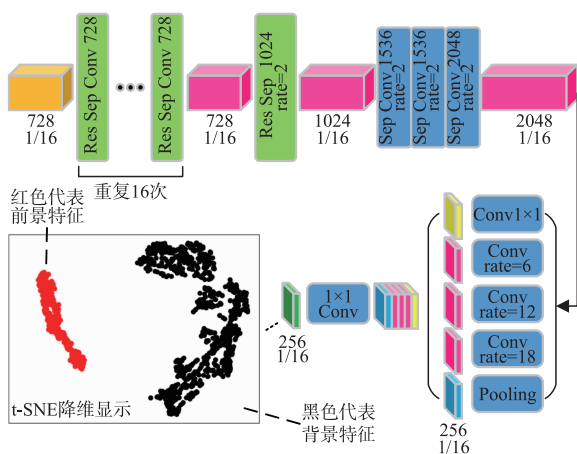 Res Sep Conv 728
Res Sep Conv 728
Res Sep 1024
rate=2
Sep Conv 1536
rate=2
Sep Conv 1536
rate=2
Sep Conv 2048
rate=2
728
1/16
728
1/16
1024
1/16
2048
1/16
重复16次
红色代表
前景特征
Conv1×1
Conv
rate=6
1×1
Conv
Conv
rate=12
Conv
rate=18
Pooling
256
1/16
256
1/16
t-SNE降维显示
黑色代表
背景特征